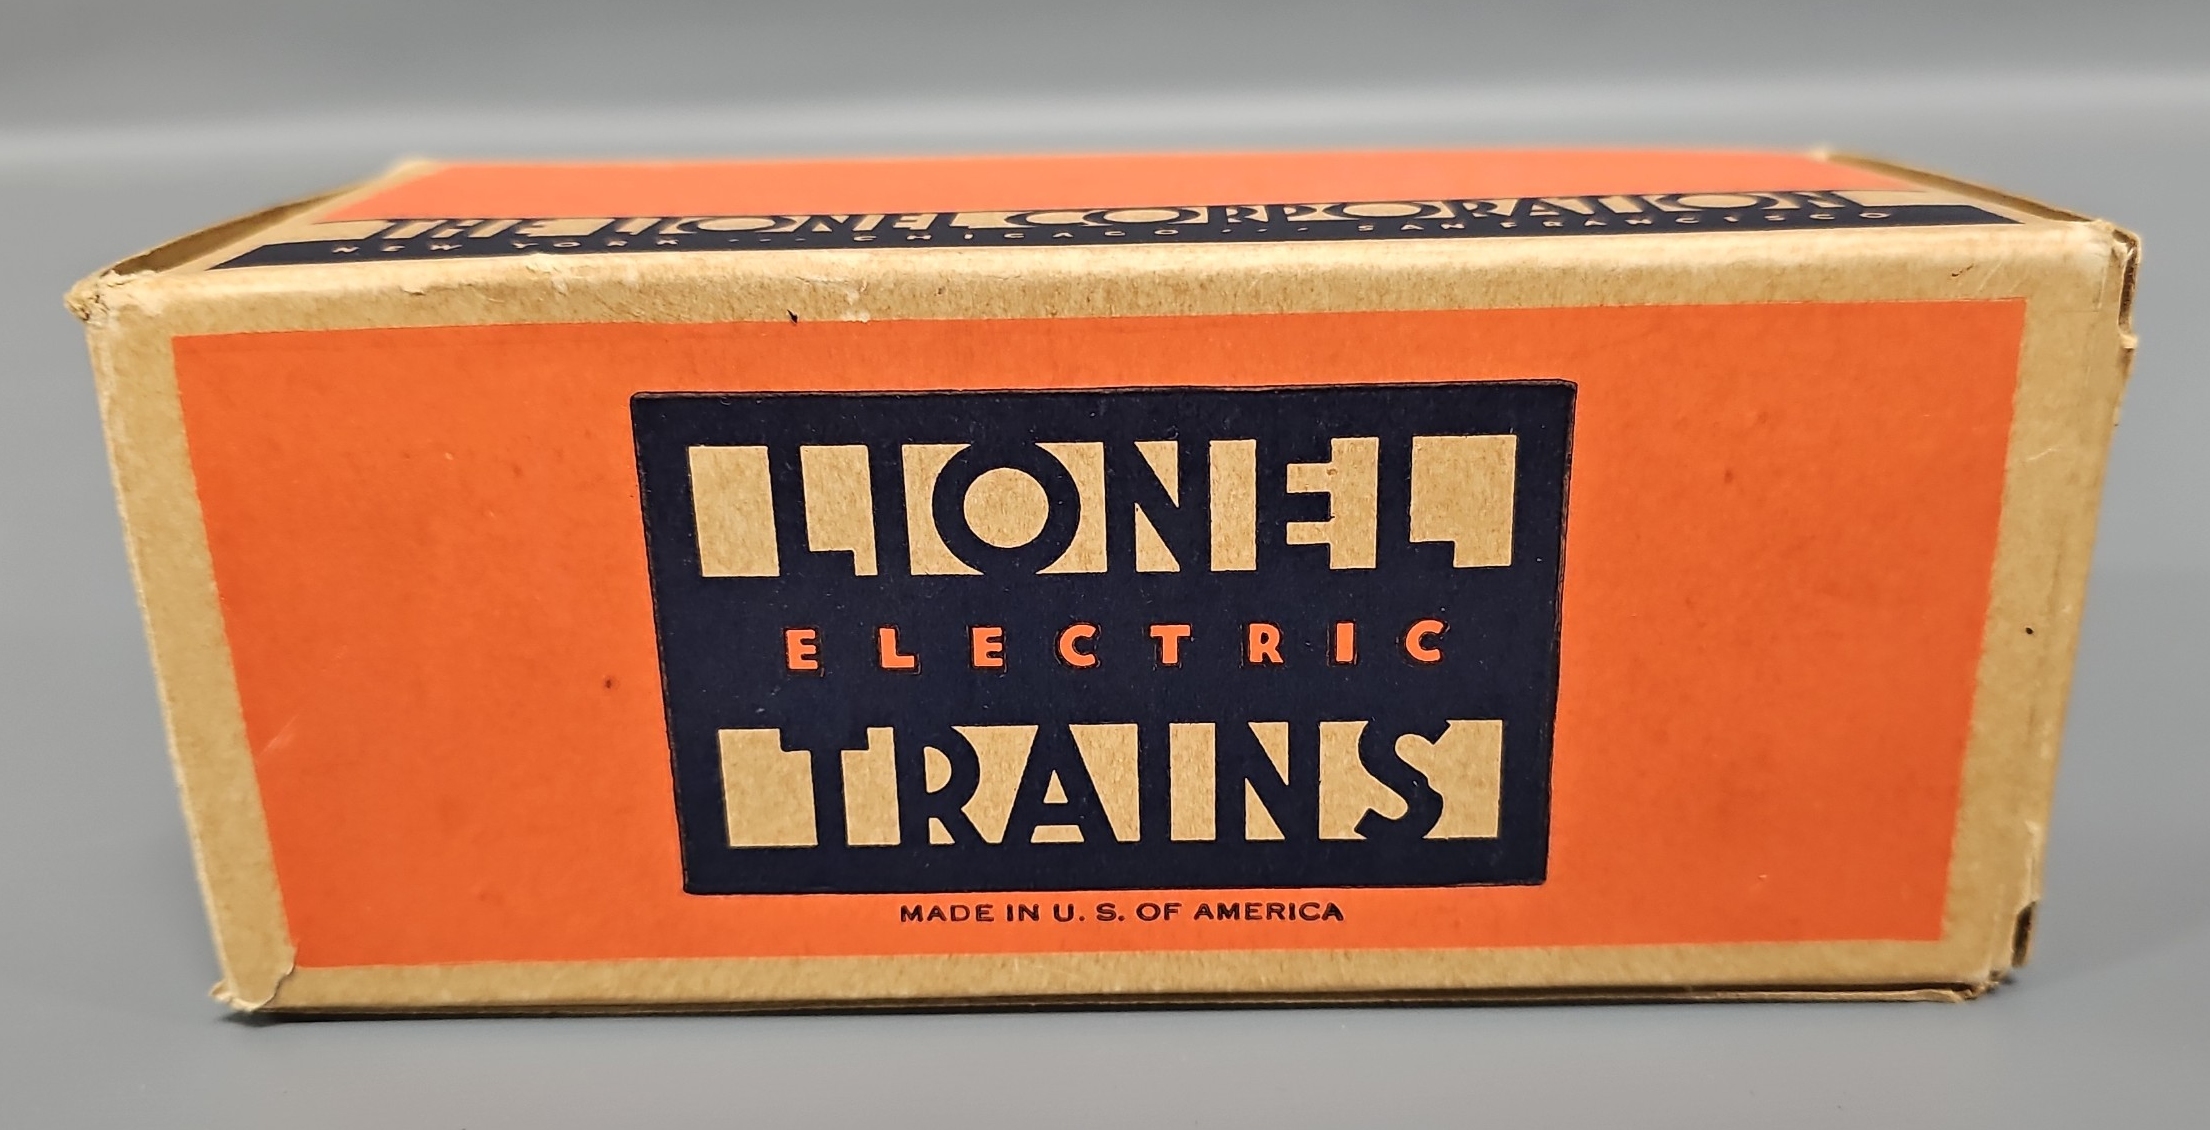 THE LIONEL CORPORATION
NEW YORK - - - CHICAGO - - - SAN FRANCISCO
LIONEL
ELECTRIC
TRAINS
MADE IN U. S. OF AMERICA